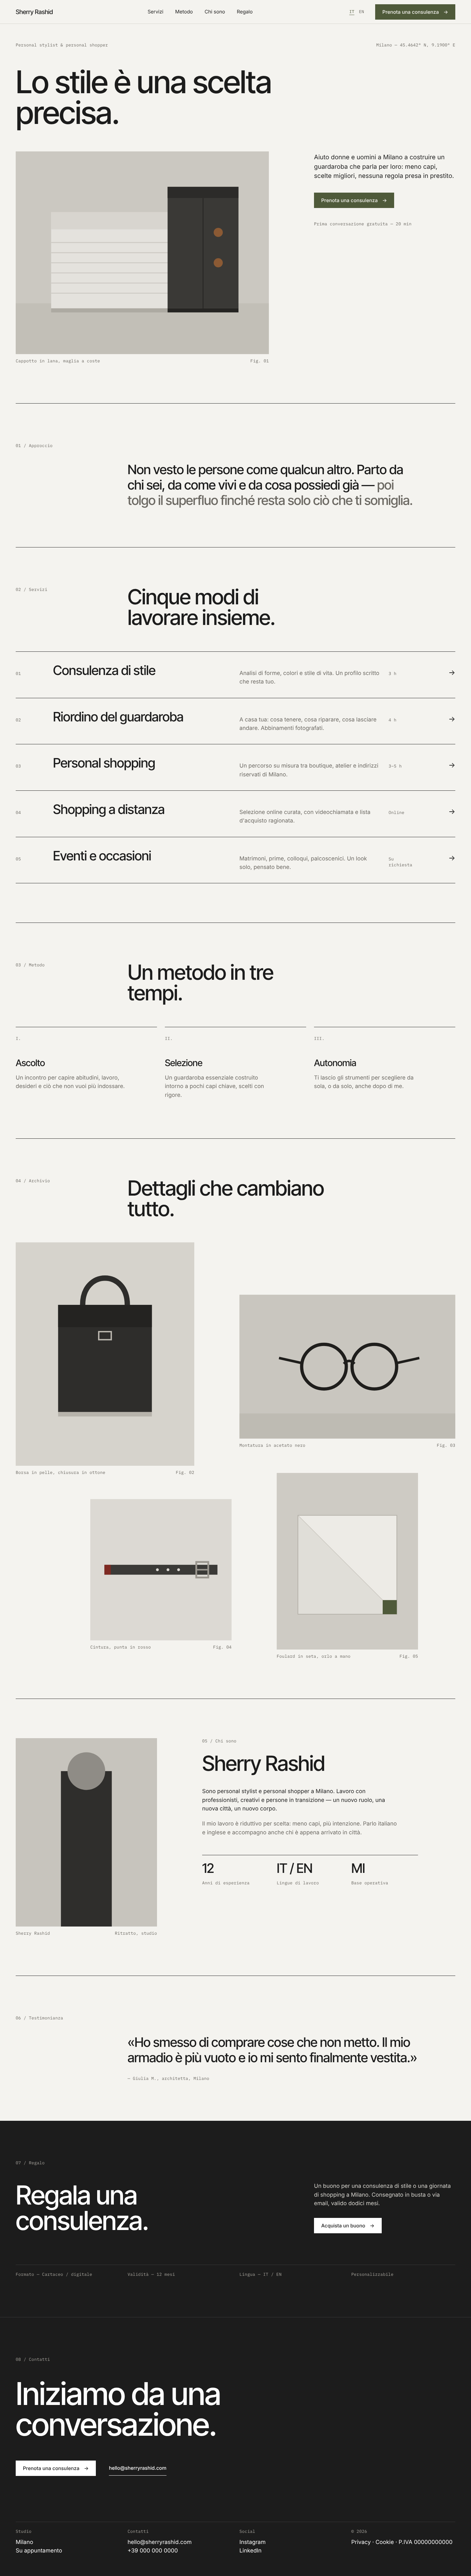 Sherry Rashid
Servizi
Metodo
Chi sono
Regalo
IT
EN
Prenota una consulenza →
Personal stylist & personal shopper
Milano — 45.4642° N, 9.1900° E
Lo stile è una scelta
precisa.
Aiuto donne e uomini a Milano a costruire un
guardaroba che parla per loro: meno capi,
scelte migliori, nessuna regola presa in prestito.
Prenota una consulenza →
Prima conversazione gratuita — 20 min
Cappotto in lana, maglia a coste
Fig. 01
01 / Approccio
Non vesto le persone come qualcun altro. Parto da
chi sei, da come vivi e da cosa possiedi già — poi
tolgo il superfluo finché resta solo ciò che ti somiglia.
02 / Servizi
Cinque modi di
lavorare insieme.
01
Consulenza di stile
Analisi di forme, colori e stile di vita. Un profilo scritto
che resta tuo.
3 h
→
02
Riordino del guardaroba
A casa tua: cosa tenere, cosa riparare, cosa lasciare
andare. Abbinamenti fotografati.
4 h
→
03
Personal shopping
Un percorso su misura tra boutique, atelier e indirizzi
riservati di Milano.
3–5 h
→
04
Shopping a distanza
Selezione online curata, con videochiamata e lista
d'acquisto ragionata.
Online
→
05
Eventi e occasioni
Matrimoni, prime, colloqui, palcoscenici. Un look
solo, pensato bene.
Su
richiesta
→
03 / Metodo
Un metodo in tre
tempi.
I.
Ascolto
Un incontro per capire abitudini, lavoro,
desideri e ciò che non vuoi più indossare.
II.
Selezione
Un guardaroba essenziale costruito
intorno a pochi capi chiave, scelti con
rigore.
III.
Autonomia
Ti lascio gli strumenti per scegliere da
sola, o da solo, anche dopo di me.
04 / Archivio
Dettagli che cambiano
tutto.
Borsa in pelle, chiusura in ottone
Fig. 02
Montatura in acetato nero
Fig. 03
Cintura, punta in rosso
Fig. 04
Foulard in seta, orlo a mano
Fig. 05
Sherry Rashid
Ritratto, studio
05 / Chi sono
Sherry Rashid
Sono personal stylist e personal shopper a Milano. Lavoro con
professionisti, creativi e persone in transizione — un nuovo ruolo, una
nuova città, un nuovo corpo.
Il mio lavoro è riduttivo per scelta: meno capi, più intenzione. Parlo italiano
e inglese e accompagno anche chi è appena arrivato in città.
12
Anni di esperienza
IT / EN
Lingue di lavoro
MI
Base operativa
06 / Testimonianza
«Ho smesso di comprare cose che non metto. Il mio
armadio è più vuoto e io mi sento finalmente vestita.»
— Giulia M., architetta, Milano
07 / Regalo
Regala una
consulenza.
Un buono per una consulenza di stile o una giornata
di shopping a Milano. Consegnato in busta o via
email, valido dodici mesi.
Acquista un buono →
Formato — Cartaceo / digitale
Validità — 12 mesi
Lingua — IT / EN
Personalizzabile
08 / Contatti
Iniziamo da una
conversazione.
Prenota una consulenza →
hello@sherryrashid.com
Studio
Milano
Su appuntamento
Contatti
hello@sherryrashid.com
+39 000 000 0000
Social
Instagram
LinkedIn
© 2026
Privacy · Cookie · P.IVA 00000000000